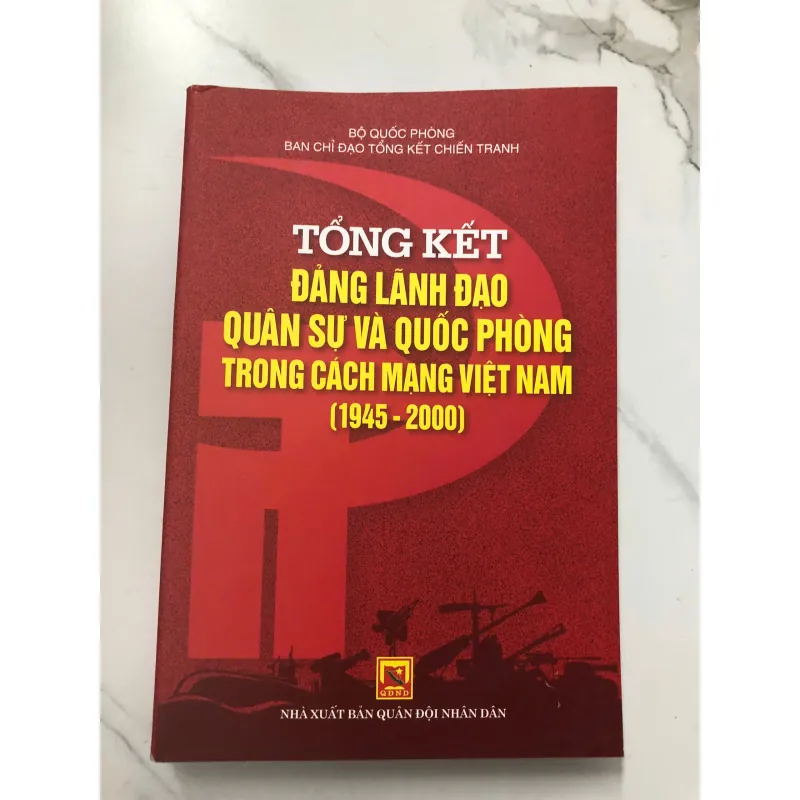 BỘ QUỐC PHÒNG
BAN CHỈ ĐẠO TỔNG KẾT CHIẾN TRANH
TỔNG KẾT
ĐẢNG LÃNH ĐẠO
QUÂN SỰ VÀ QUỐC PHÒNG
TRONG CÁCH MẠNG VIỆT NAM
(1945 - 2000)
QĐND
NHÀ XUẤT BẢN QUÂN ĐỘI NHÂN DÂN